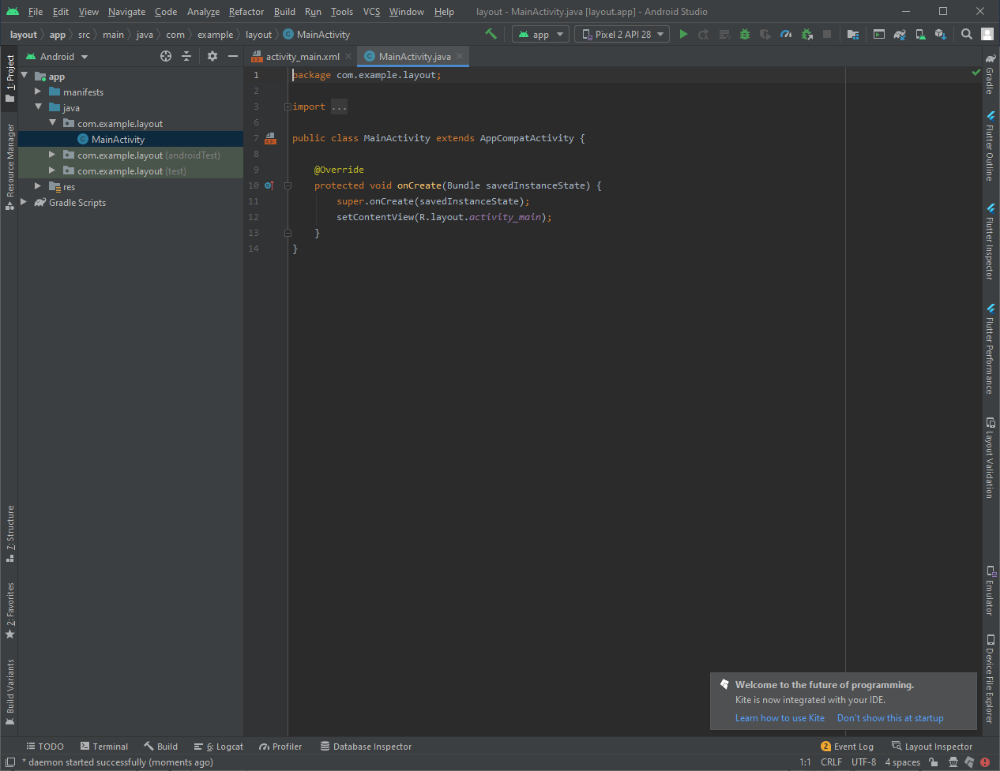 File Edit View Navigate Code Analyze Refactor Build Run Tools VCS Window Help layout - MainActivity.java [layout.app] - Android Studio
layout app src main java com example layout MainActivity app Pixel 2 API 28
Android activity_main.xml MainActivity.java
1: Project
Resource Manager
7: Structure
2: Favorites
Build Variants
app
manifests
java
com.example.layout
MainActivity
com.example.layout (androidTest)
com.example.layout (test)
res
Gradle Scripts
1 package com.example.layout;
2
3 import ...
6
7 public class MainActivity extends AppCompatActivity {
8
9 @Override
10 protected void onCreate(Bundle savedInstanceState) {
11 super.onCreate(savedInstanceState);
12 setContentView(R.layout.activity_main);
13 }
14 }
Gradle
Flutter Outline
Flutter Inspector
Flutter Performance
Layout Validation
Emulator
Device File Explorer
Welcome to the future of programming.
Kite is now integrated with your IDE.
Learn how to use Kite Don't show this at startup
TODO Terminal Build 6: Logcat Profiler Database Inspector 2 Event Log Layout Inspector
* daemon started successfully (moments ago) 1:1 CRLF UTF-8 4 spaces